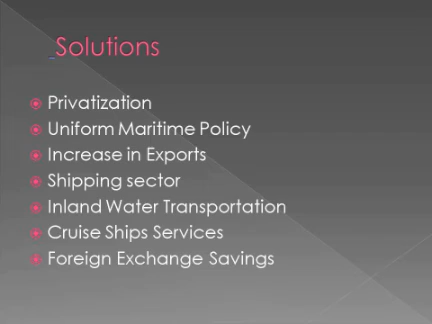 Solutions
Privatization
Uniform Maritime Policy
Increase in Exports
Shipping sector
Inland Water Transportation
Cruise Ships Services
Foreign Exchange Savings